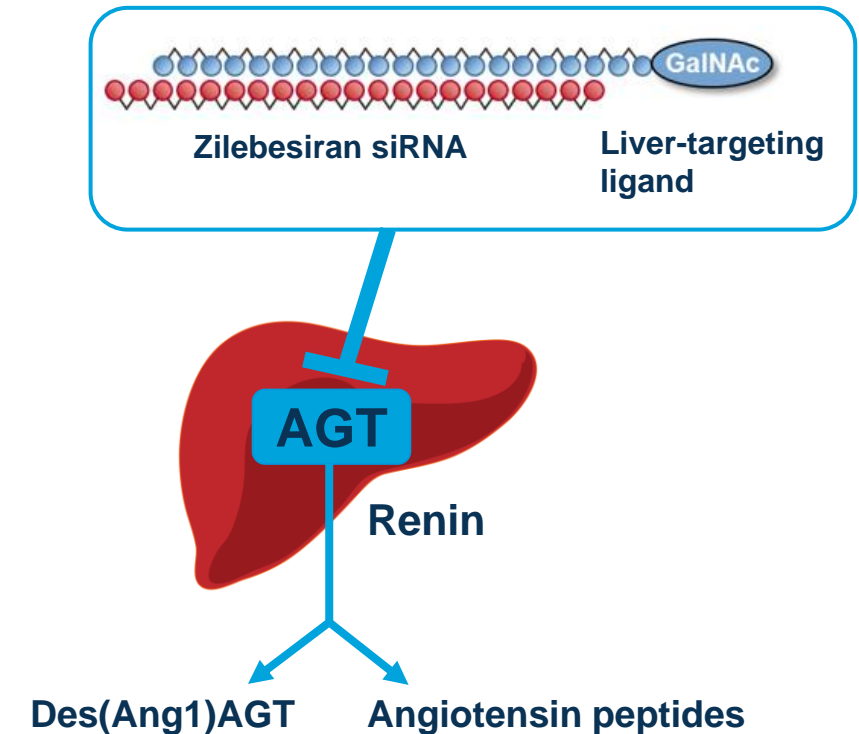 GalNAc
Zilebesiran siRNA
Liver-targeting
ligand
AGT
Renin
Des(Ang1)AGT
Angiotensin peptides